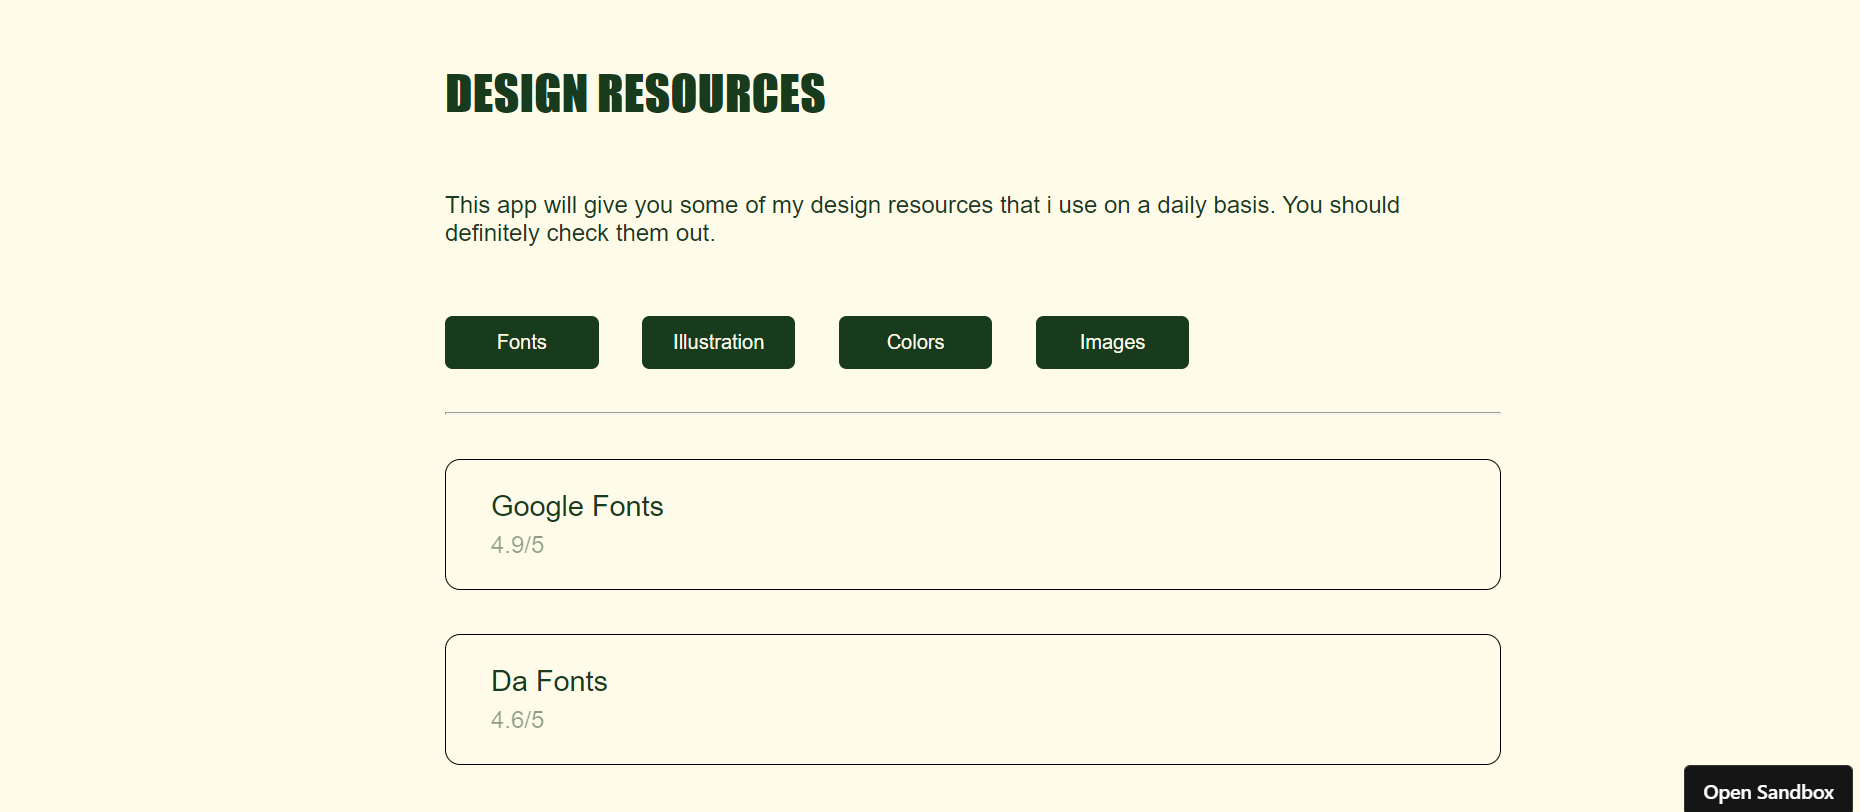 DESIGN RESOURCES
This app will give you some of my design resources that i use on a daily basis. You should
definitely check them out.
Fonts Illustration Colors Images
Google Fonts
4.9/5
Da Fonts
4.6/5
Open Sandbox